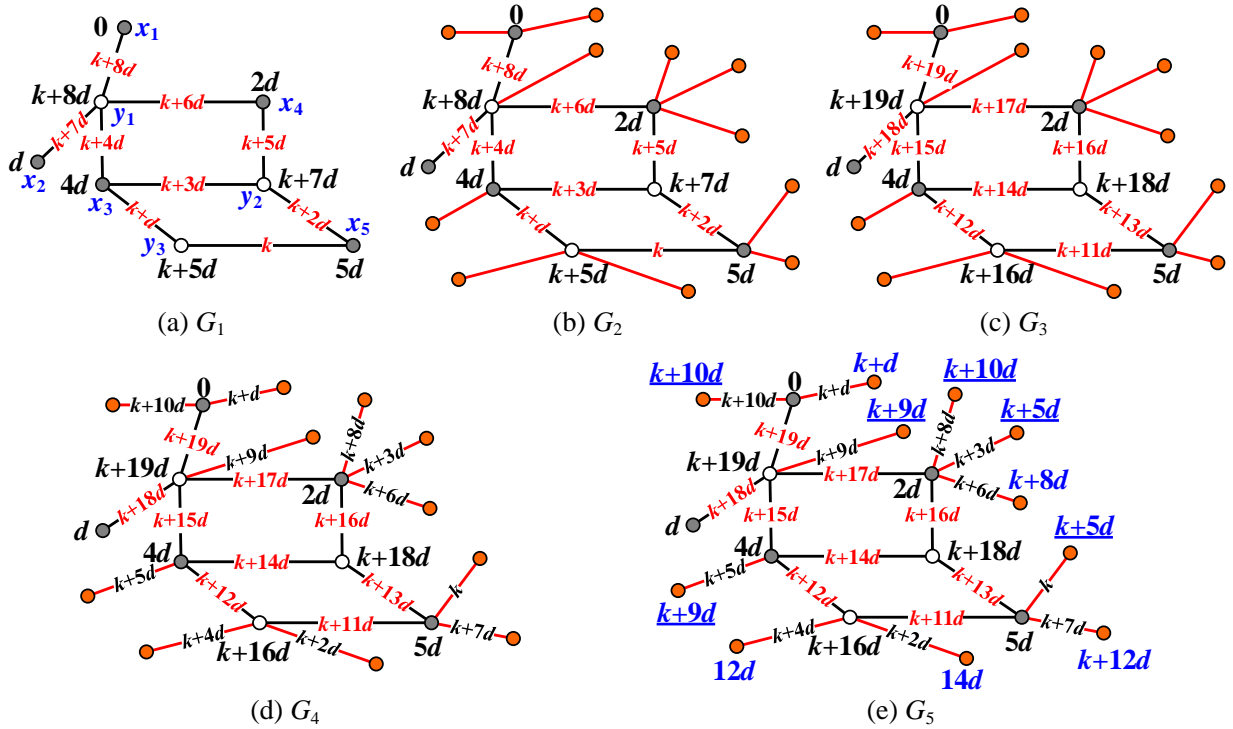 0
x1
k+8d
2d
k+8d
y1
k+6d
x4
k+7d
k+4d
k+5d
d
x2
4d
x3
k+3d
y2
k+7d
k+d
k+2d
y3
k
x5
k+5d
5d
(a) G1
0
k+8d
k+8d
k+6d
2d
k+7d
k+4d
k+5d
d
4d
k+3d
k+7d
k+d
k+2d
k
k+5d
5d
(b) G2
0
k+19d
k+19d
k+17d
2d
k+18d
k+15d
k+16d
d
4d
k+14d
k+18d
k+12d
k+13d
k+11d
k+16d
5d
(c) G3
0
k+10d
k+d
k+19d
k+9d
k+8d
k+3d
k+19d
k+17d
2d
k+6d
k+18d
k+15d
k+16d
d
4d
k+14d
k+18d
k+5d
k+12d
k+13d
k
k+4d
k+2d
k+11d
k+7d
k+16d
5d
(d) G4
k+10d
0
k+d
k+10d
k+10d
k+d
k+9d
k+5d
k+19d
k+9d
k+8d
k+3d
k+19d
k+17d
2d
k+6d
k+8d
k+18d
k+15d
k+16d
d
4d
k+14d
k+18d
k+5d
k+5d
k+9d
k+12d
k+13d
k
k+4d
k+2d
k+11d
k+7d
12d
k+16d
14d
5d
k+12d
(e) G5